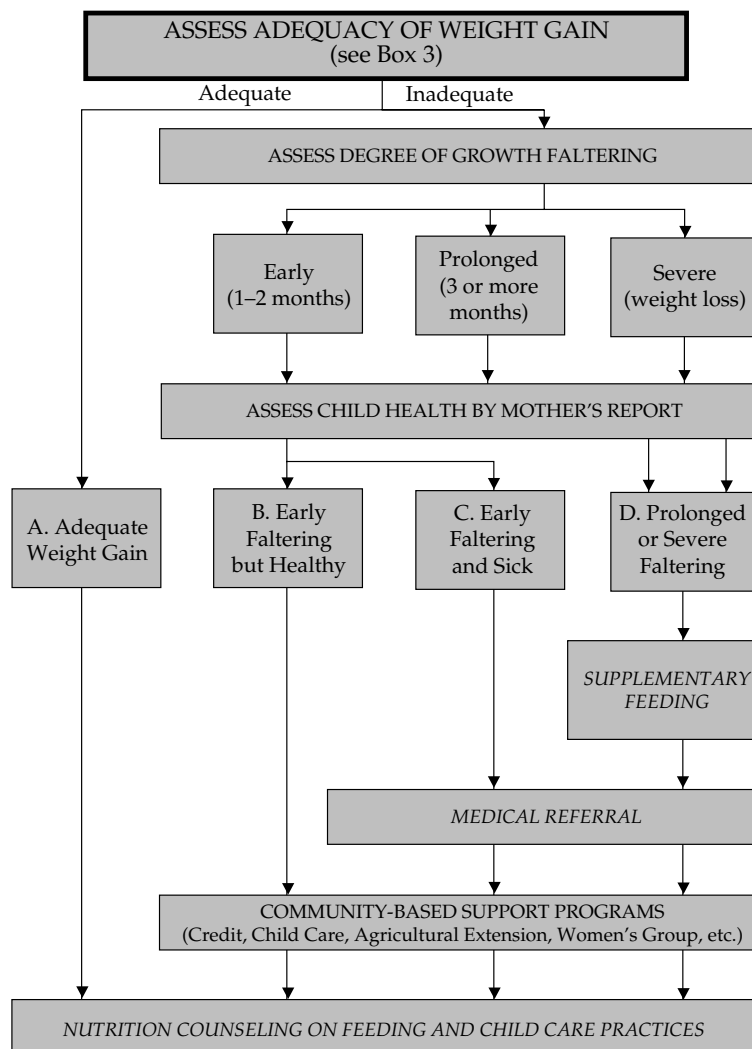 ASSESS ADEQUACY OF WEIGHT GAIN
(see Box 3)
Adequate
Inadequate
ASSESS DEGREE OF GROWTH FALTERING
Early
(1–2 months)
Prolonged
(3 or more
months)
Severe
(weight loss)
ASSESS CHILD HEALTH BY MOTHER’S REPORT
A. Adequate
Weight Gain
B. Early
Faltering
but Healthy
C. Early
Faltering
and Sick
D. Prolonged
or Severe
Faltering
SUPPLEMENTARY
FEEDING
MEDICAL REFERRAL
COMMUNITY-BASED SUPPORT PROGRAMS
(Credit, Child Care, Agricultural Extension, Women’s Group, etc.)
NUTRITION COUNSELING ON FEEDING AND CHILD CARE PRACTICES